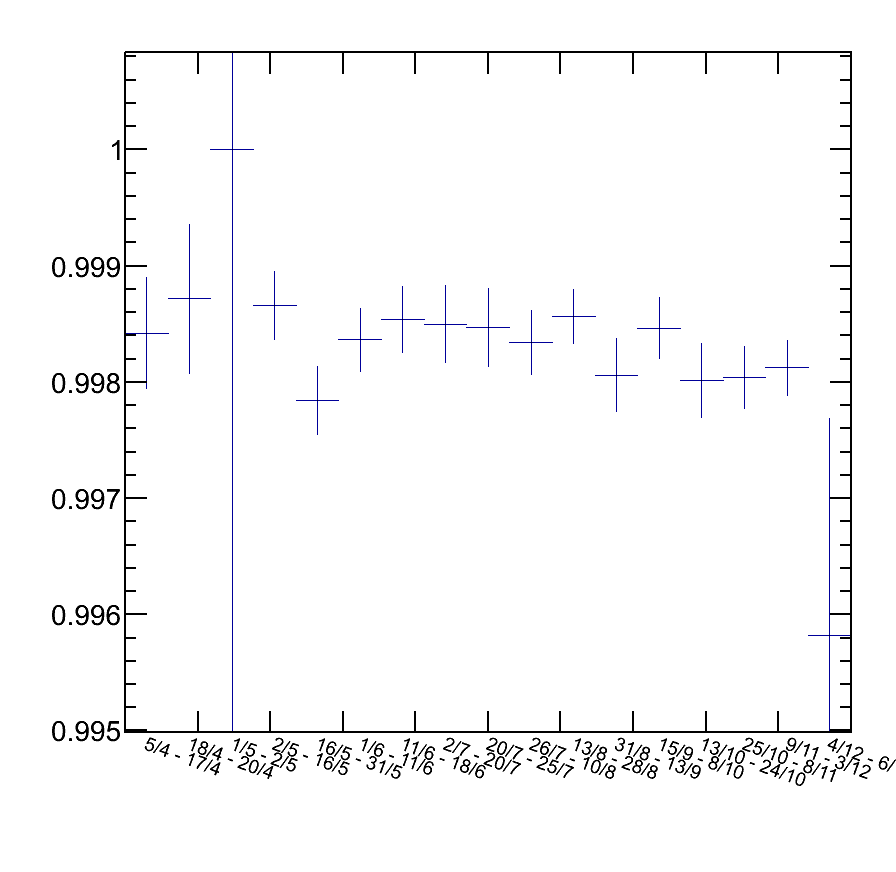 1
0.999
0.998
0.997
0.996
0.995
5/4 - 17/4
18/4 - 20/4
1/5 - 2/5
2/5 - 16/5
16/5 - 31/5
1/6 - 11/6
11/6 - 18/6
2/7 - 20/7
20/7 - 25/7
26/7 - 10/8
13/8 - 28/8
31/8 - 13/9
15/9 - 8/10
13/10 - 24/10
25/10 - 8/11
9/11 - 3/12
4/12 - 6/